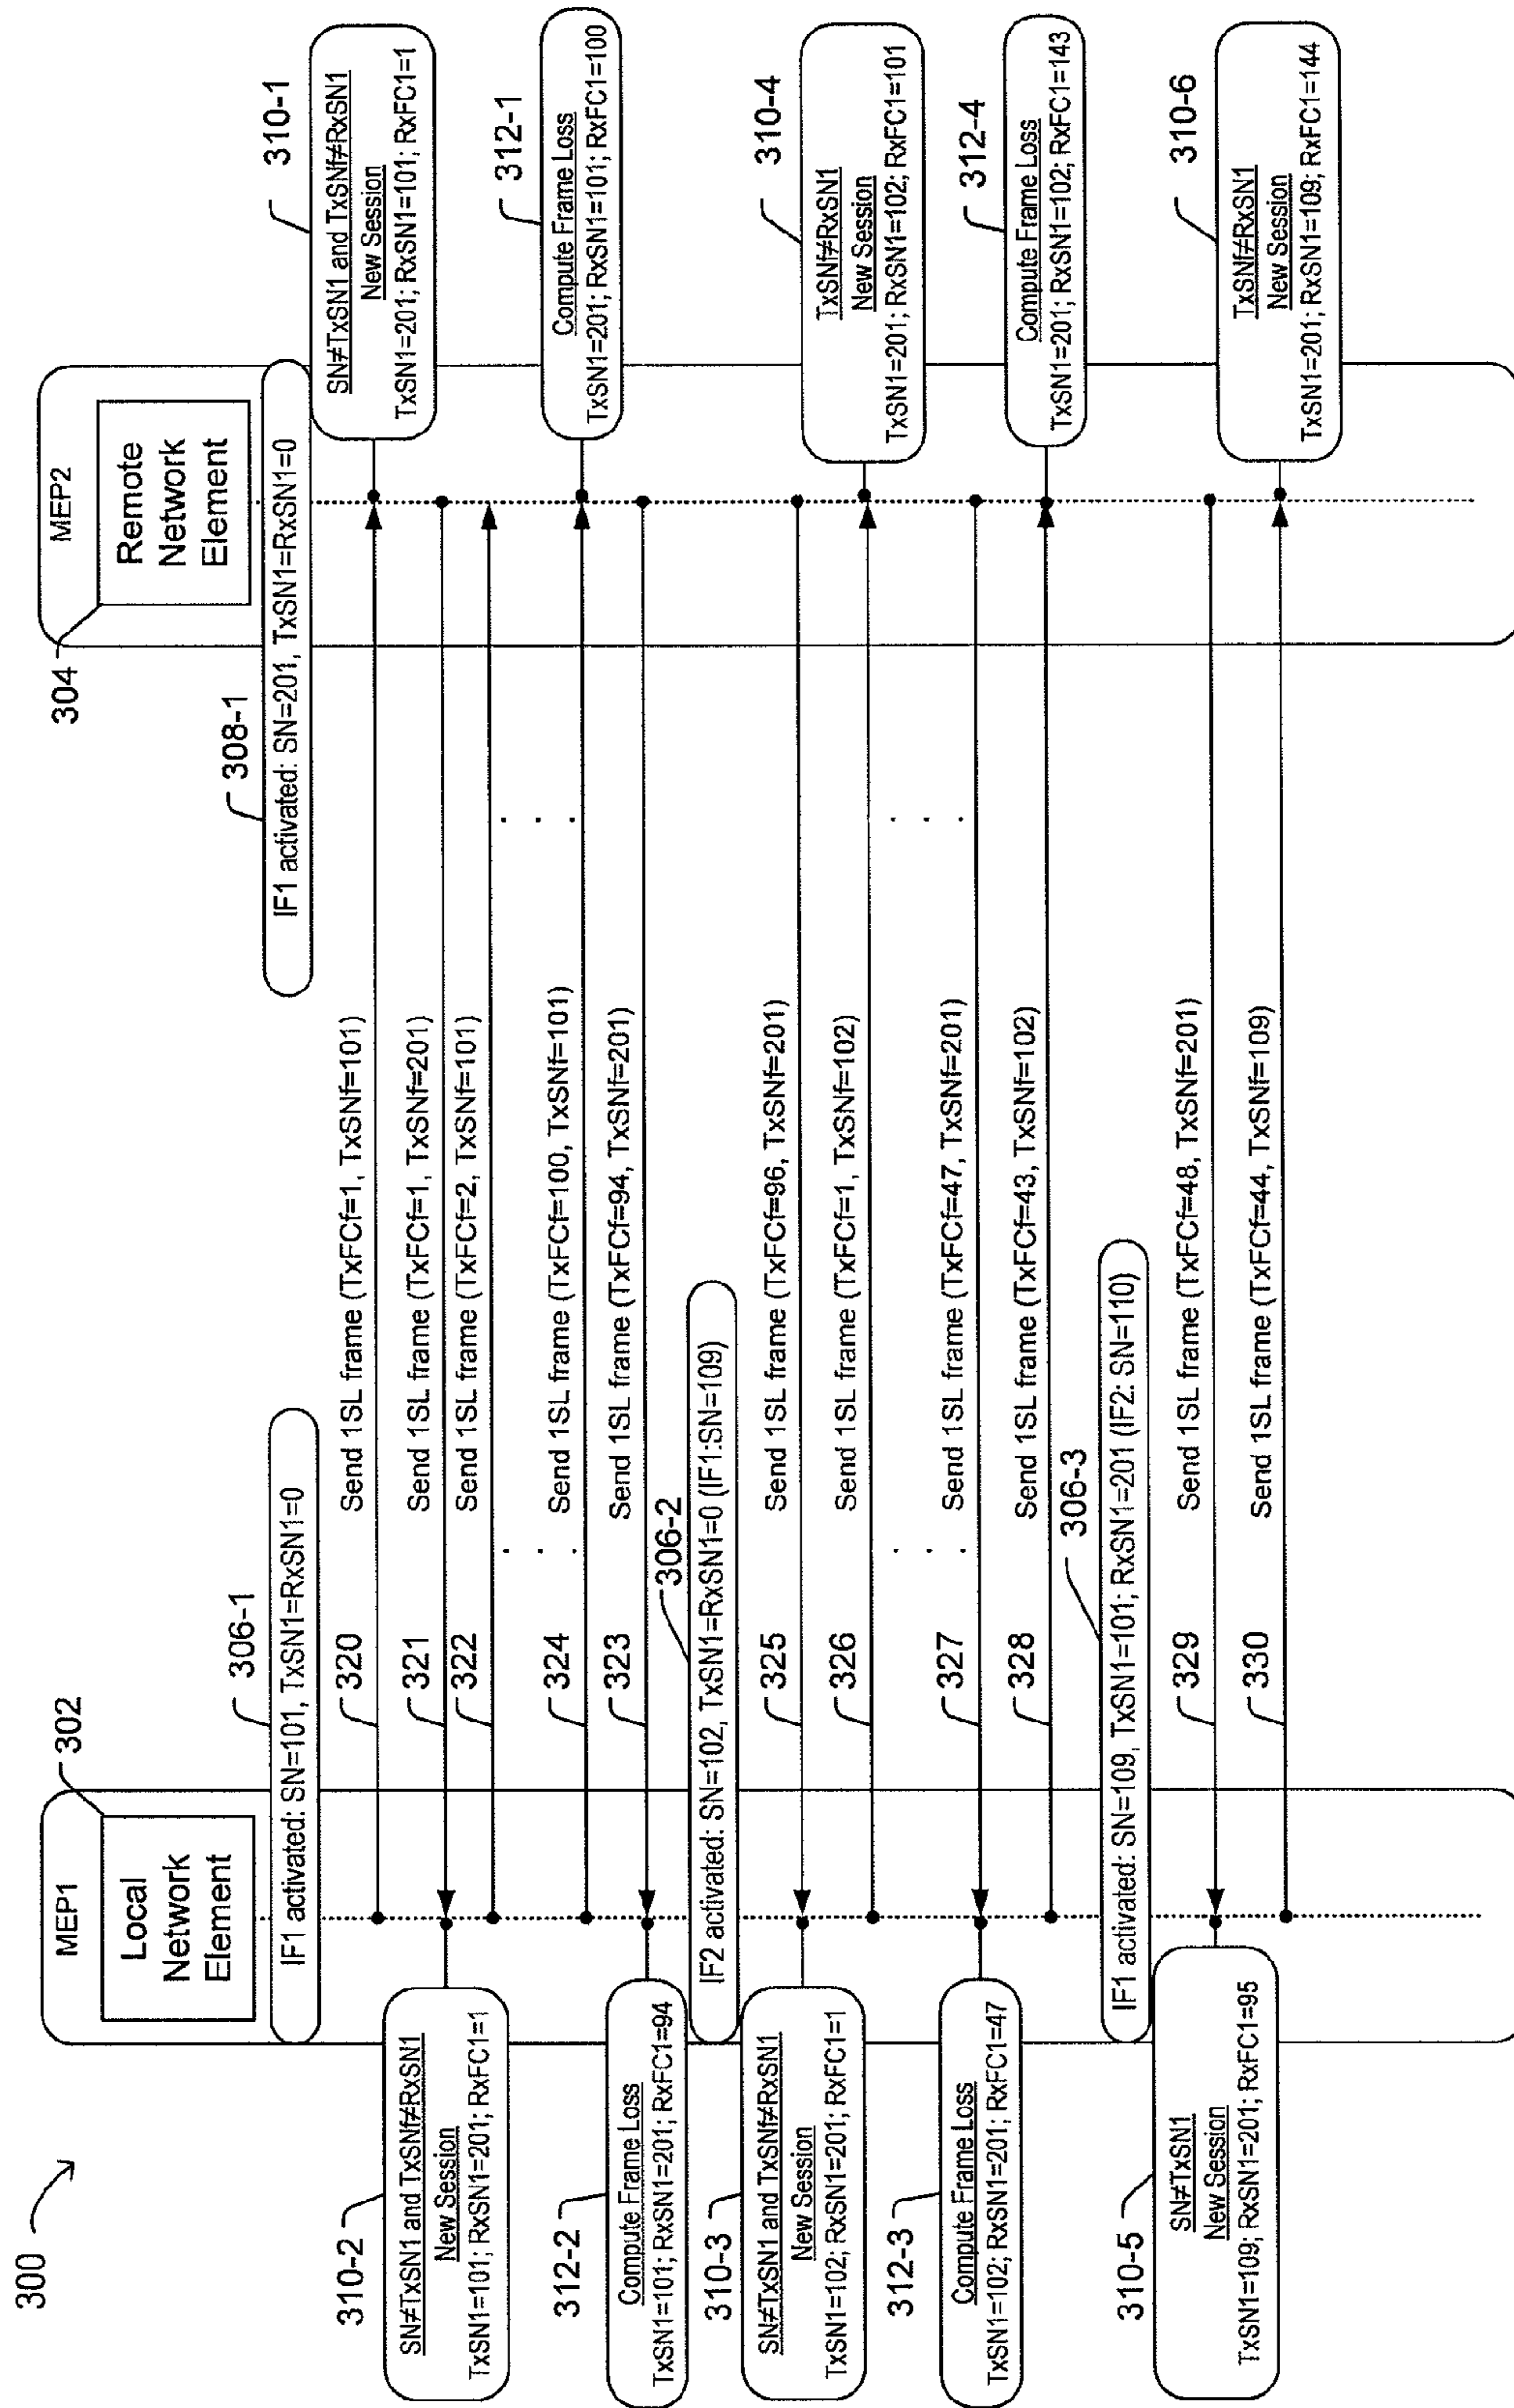 300
MEP1
302
Local
Network
Element
MEP2
304
Remote
Network
Element
306-1
IF1 activated: SN=101, TxSN1=RxSN1=0
308-1
IF1 activated: SN=201, TxSN1=RxSN1=0
320
Send 1SL frame (TxFCf=1, TxSNf=101)
310-1
SN≠TxSN1 and TxSNf≠RxSN1
New Session
TxSN1=201; RxSN1=101; RxFC1=1
321
Send 1SL frame (TxFCf=1, TxSNf=201)
310-2
SN≠TxSN1 and TxSNf≠RxSN1
New Session
TxSN1=101; RxSN1=201; RxFC1=1
322
Send 1SL frame (TxFCf=2, TxSNf=101)
. . .
. . .
324
Send 1SL frame (TxFCf=100, TxSNf=101)
312-1
Compute Frame Loss
TxSN1=201; RxSN1=101; RxFC1=100
323
Send 1SL frame (TxFCf=94, TxSNf=201)
312-2
Compute Frame Loss
TxSN1=101; RxSN1=201; RxFC1=94
306-2
IF2 activated: SN=102, TxSN1=RxSN1=0 (IF1:SN=109)
325
Send 1SL frame (TxFCf=96, TxSNf=201)
310-3
SN≠TxSN1 and TxSNf≠RxSN1
New Session
TxSN1=102; RxSN1=201; RxFC1=1
326
Send 1SL frame (TxFCf=1, TxSNf=102)
310-4
TxSNf≠RxSN1
New Session
TxSN1=201; RxSN1=102; RxFC1=101
. . .
. . .
327
Send 1SL frame (TxFCf=47, TxSNf=201)
312-3
Compute Frame Loss
TxSN1=102; RxSN1=201; RxFC1=47
328
Send 1SL frame (TxFCf=43, TxSNf=102)
312-4
Compute Frame Loss
TxSN1=201; RxSN1=102; RxFC1=143
306-3
IF1 activated: SN=109, TxSN1=101; RxSN1=201 (IF2: SN=110)
329
Send 1SL frame (TxFCf=48, TxSNf=201)
310-5
SN≠TxSN1
New Session
TxSN1=109; RxSN1=201; RxFC1=95
330
Send 1SL frame (TxFCf=44, TxSNf=109)
310-6
TxSNf≠RxSN1
New Session
TxSN1=201; RxSN1=109; RxFC1=144